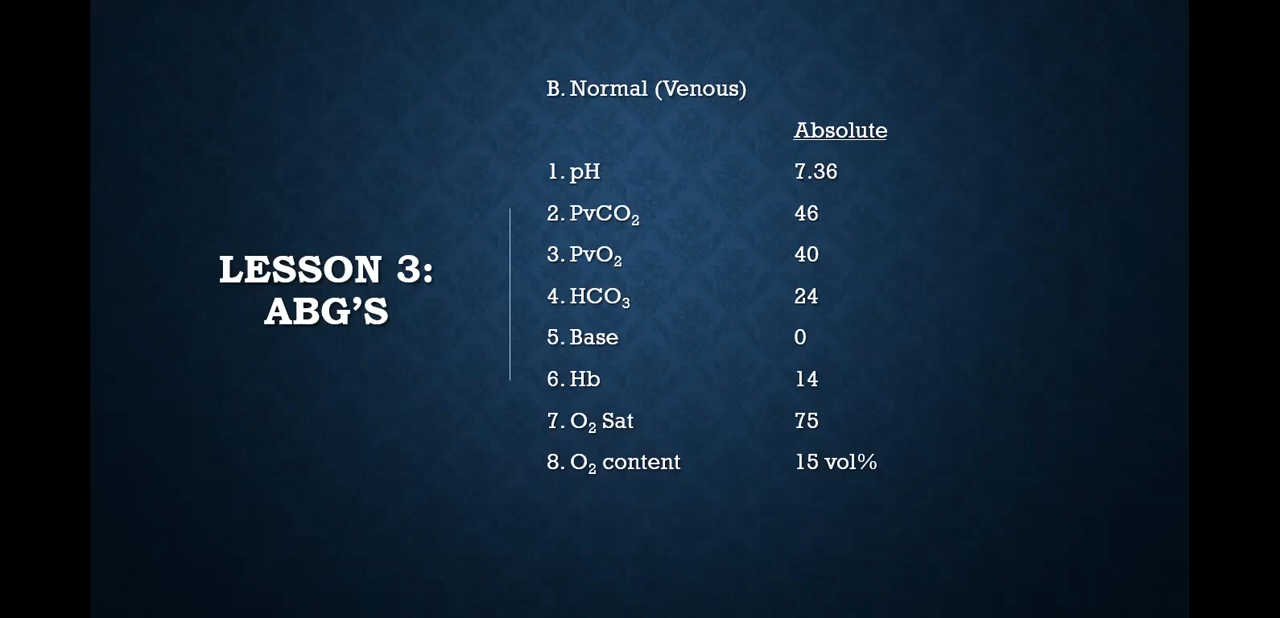 LESSON 3:
ABG'S
B. Normal (Venous)
Absolute
1. pH 7.36
2. PvCO₂ 46
3. PvO₂ 40
4. HCO₃ 24
5. Base 0
6. Hb 14
7. O₂ Sat 75
8. O₂ content 15 vol%